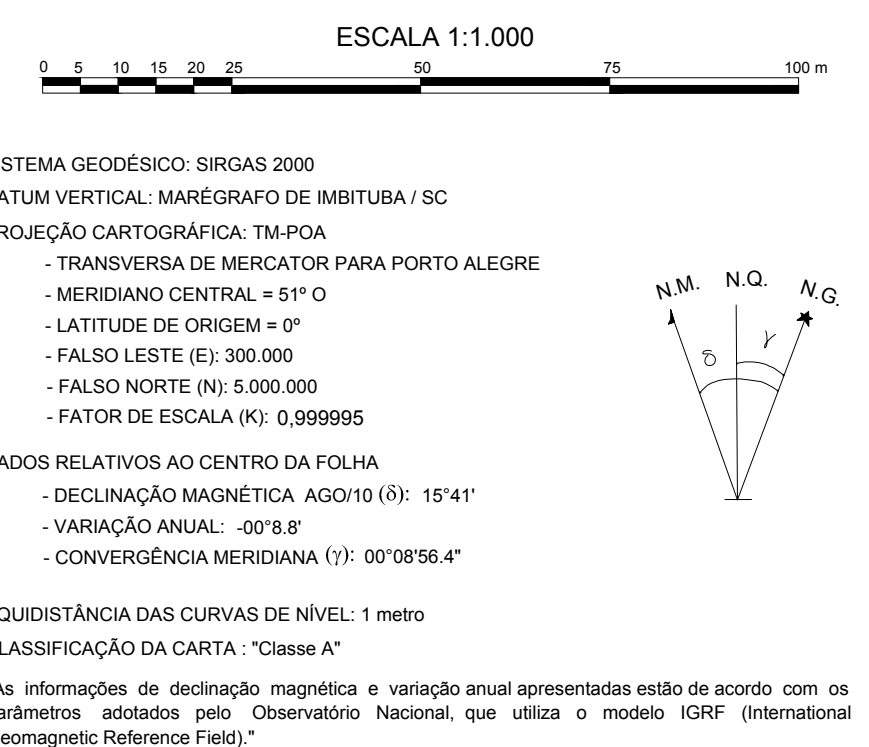 ESCALA 1:1.000
0 5 10 15 20 25 50 75 100 m
ISTEMA GEODÉSICO: SIRGAS 2000
ATUM VERTICAL: MARÉGRAFO DE IMBITUBA / SC
ROJEÇÃO CARTOGRÁFICA: TM-POA
- TRANSVERSA DE MERCATOR PARA PORTO ALEGRE
- MERIDIANO CENTRAL = 51º O
- LATITUDE DE ORIGEM = 0º
- FALSO LESTE (E): 300.000
- FALSO NORTE (N): 5.000.000
- FATOR DE ESCALA (K): 0,999995
N.M. N.Q. N.G.
δ γ
ADOS RELATIVOS AO CENTRO DA FOLHA
- DECLINAÇÃO MAGNÉTICA AGO/10 (δ): 15°41'
- VARIAÇÃO ANUAL: -00°8.8'
- CONVERGÊNCIA MERIDIANA (γ): 00°08'56.4"
QUIDISTÂNCIA DAS CURVAS DE NÍVEL: 1 metro
LASSIFICAÇÃO DA CARTA : "Classe A"
As informações de declinação magnética e variação anual apresentadas estão de acordo com os
arâmetros adotados pelo Observatório Nacional, que utiliza o modelo IGRF (International
eomagnetic Reference Field)."